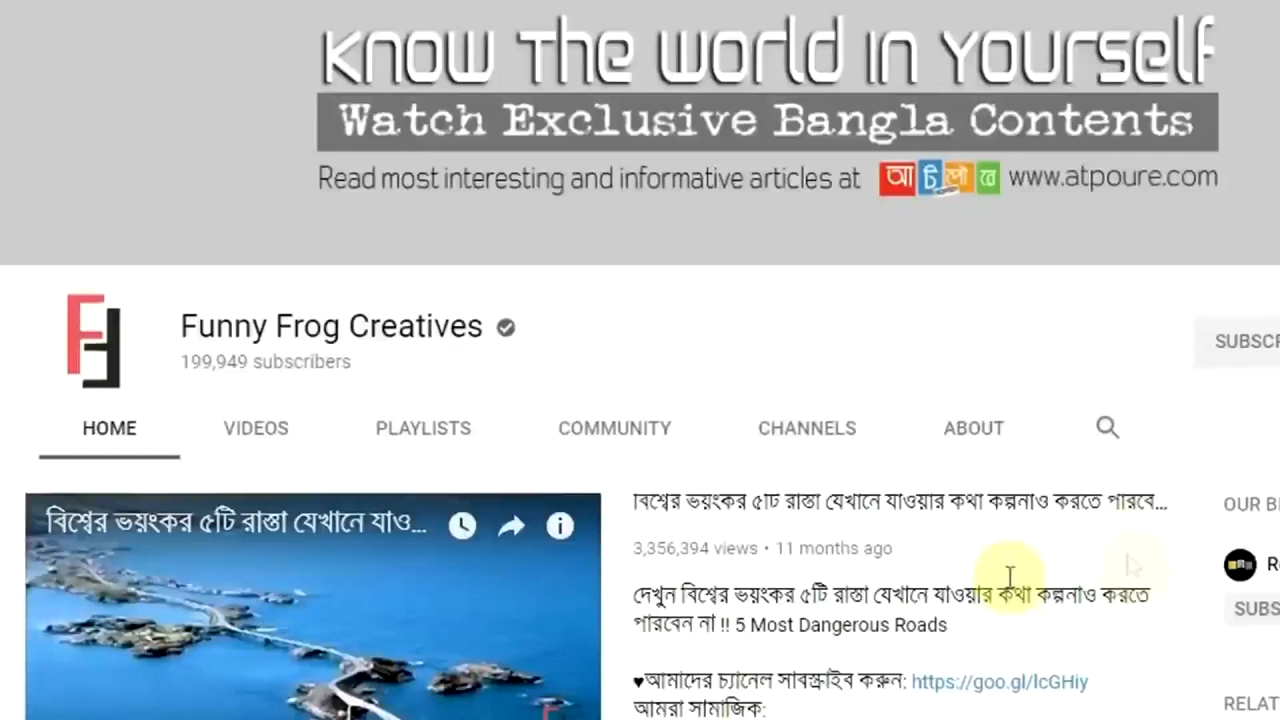 Know The World in Yourself
Watch Exclusive Bangla Contents
Read most interesting and informative articles at আটপৌরে www.atpoure.com
Funny Frog Creatives
199,949 subscribers
SUBSCR
HOME VIDEOS PLAYLISTS COMMUNITY CHANNELS ABOUT
বিশ্বের ভয়ংকর ৫টি রাস্তা যেখানে যাও...
বিশ্বের ভয়ংকর ৫টি রাস্তা যেখানে যাওয়ার কথা কল্পনাও করতে পারবে...
OUR B
3,356,394 views • 11 months ago
দেখুন বিশ্বের ভয়ংকর ৫টি রাস্তা যেখানে যাওয়ার কথা কল্পনাও করতে
পারবেন না !! 5 Most Dangerous Roads
SUBS
♥আমাদের চ্যানেল সাবস্ক্রাইব করুন: https://goo.gl/lcGHiy
আমরা সামাজিক:
RELAT